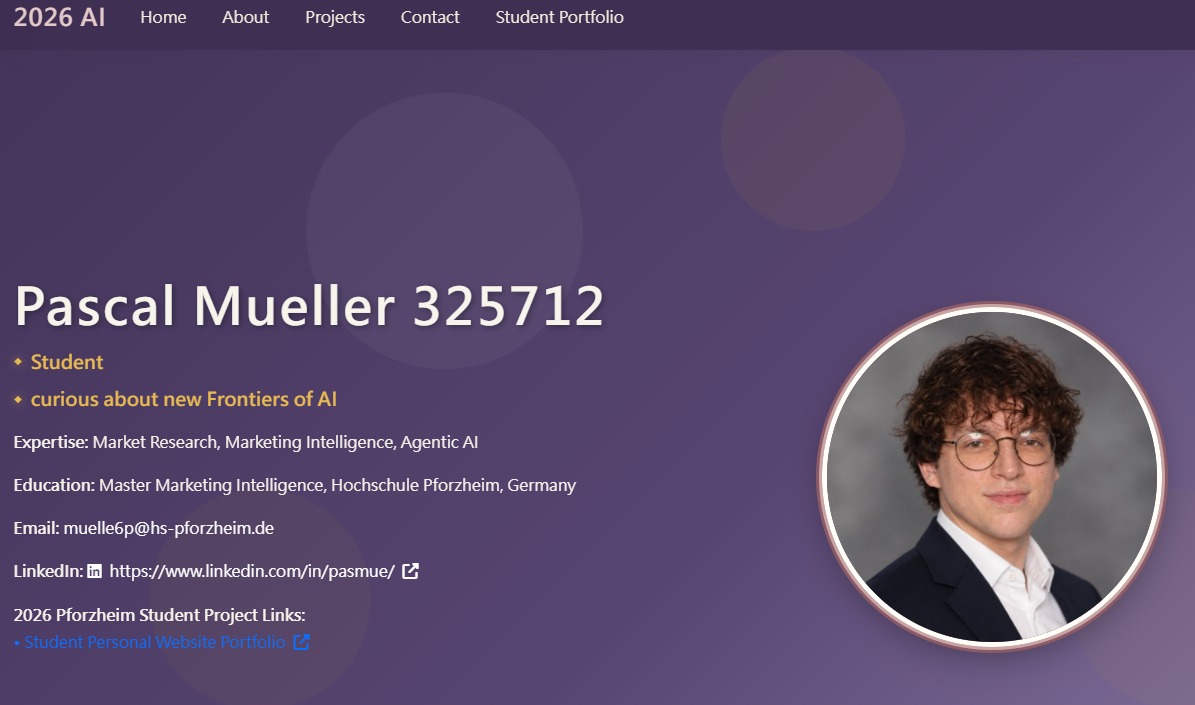 2026 AI Home About Projects Contact Student Portfolio
Pascal Mueller 325712
Student
curious about new Frontiers of AI
Expertise: Market Research, Marketing Intelligence, Agentic AI
Education: Master Marketing Intelligence, Hochschule Pforzheim, Germany
Email: muelle6p@hs-pforzheim.de
LinkedIn: in https://www.linkedin.com/in/pasmue/
2026 Pforzheim Student Project Links:
• Student Personal Website Portfolio